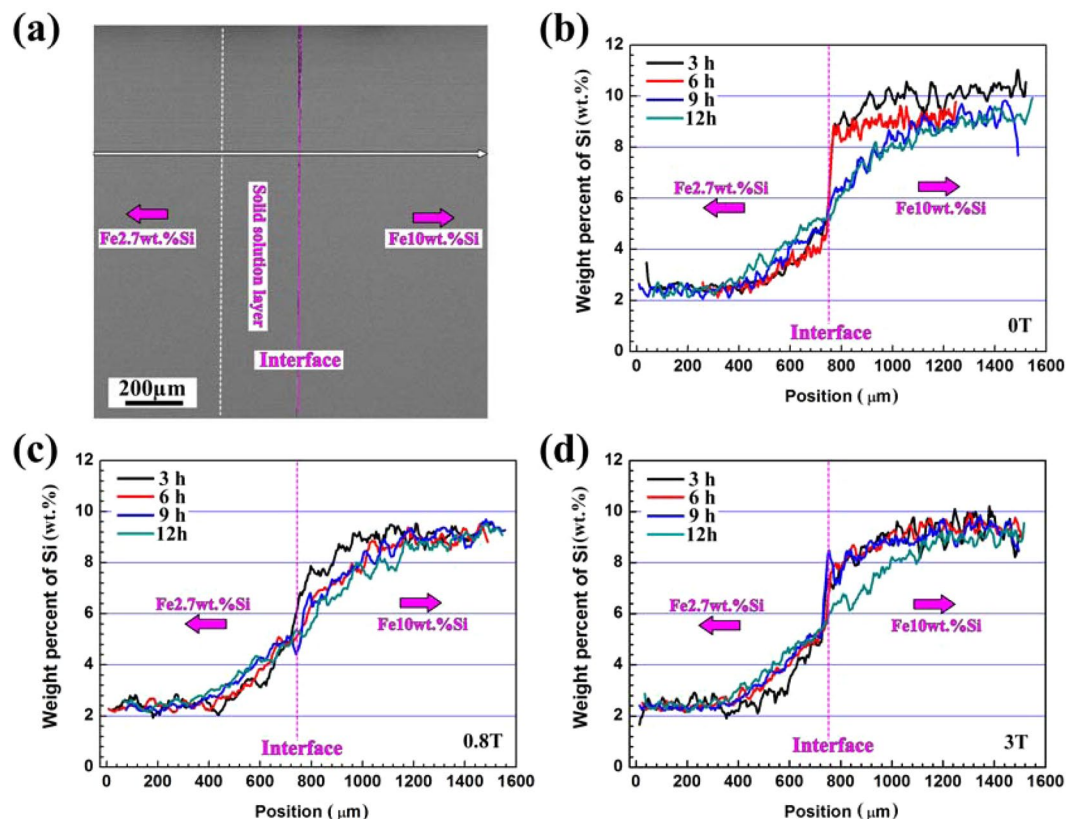 (a)
Fe2.7wt.%Si
Solid solution layer
Fe10wt.%Si
Interface
200μm
(b)
Weight percent of Si (wt.%)
12
10
8
6
4
2
0
3 h
6 h
9 h
12h
Fe2.7wt.%Si
Fe10wt.%Si
Interface
0T
0 200 400 600 800 1000 1200 1400 1600
Position ( μm)
(c)
Weight percent of Si (wt.%)
12
10
8
6
4
2
0
3 h
6 h
9 h
12h
Fe2.7wt.%Si
Fe10wt.%Si
Interface
0.8T
0 200 400 600 800 1000 1200 1400 1600
Position ( μm)
(d)
Weight percent of Si (wt.%)
12
10
8
6
4
2
0
3 h
6 h
9 h
12h
Fe2.7wt.%Si
Fe10wt.%Si
Interface
3T
0 200 400 600 800 1000 1200 1400 1600
Position ( μm)